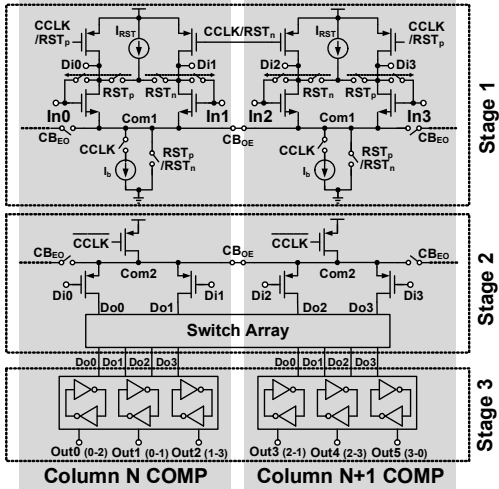 CCLK
/RSTp
IRST
CCLK/RSTn
IRST
CCLK
/RSTp
Di0
Di1
Di2
Di3
RSTp
RSTn
RSTn
RSTp
In0
In1
In2
In3
Com1
Com1
CBEO
CBOE
CBEO
CCLK
RSTp
/RSTn
CCLK
RSTp
/RSTn
Ib
Ib
Stage 1
CCLK
CCLK
CBEO
CBOE
CBEO
Com2
Com2
Di0
Di1
Di2
Di3
Do0
Do1
Do2
Do3
Switch Array
Stage 2
Do0 Do1 Do2 Do3
Do0 Do1 Do2 Do3
Stage 3
Out0 (0-2) Out1 (0-1) Out2 (1-3)
Out3 (2-1) Out4 (2-3) Out5 (3-0)
Column N COMP
Column N+1 COMP